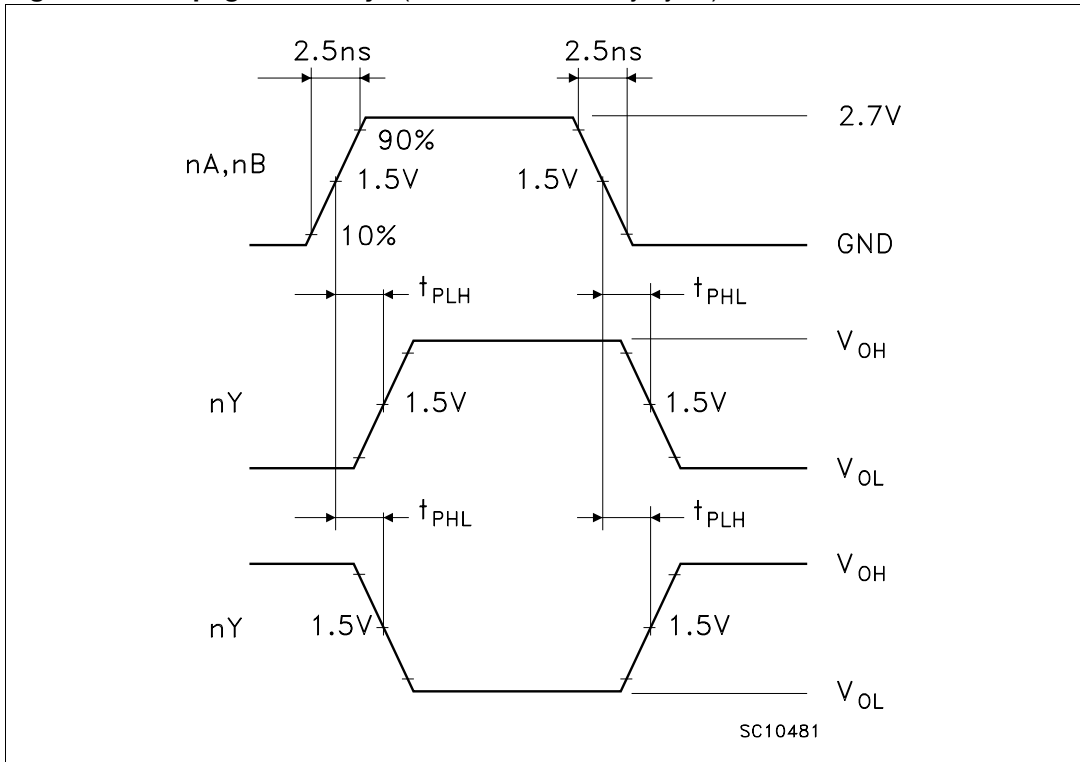 2.5ns 2.5ns
2.7V
90%
nA,nB
1.5V 1.5V
10%
GND
tPLH tPHL
VOH
nY 1.5V 1.5V
VOL
tPHL tPLH
VOH
nY 1.5V 1.5V
VOL
SC10481